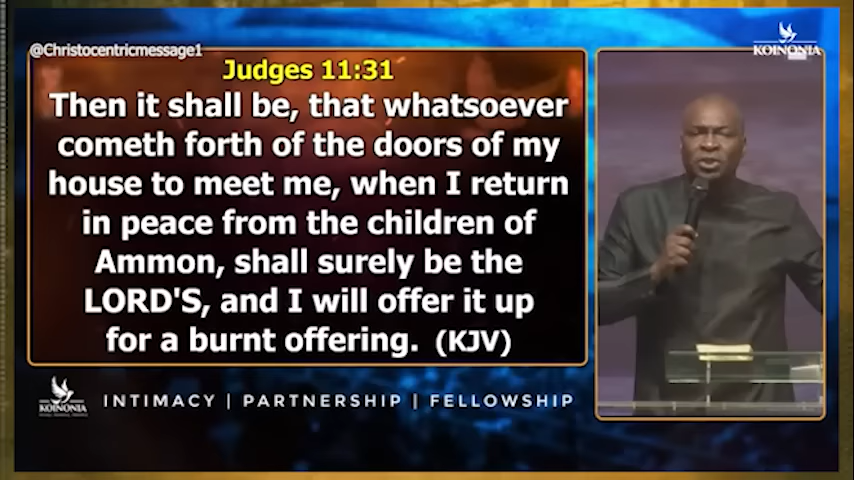 @Christocentricmessage1
Judges 11:31
Then it shall be, that whatsoever
cometh forth of the doors of my
house to meet me, when I return
in peace from the children of
Ammon, shall surely be the
LORD'S, and I will offer it up
for a burnt offering. (KJV)
KOINONIA
KOINONIA
INTIMACY | PARTNERSHIP | FELLOWSHIP